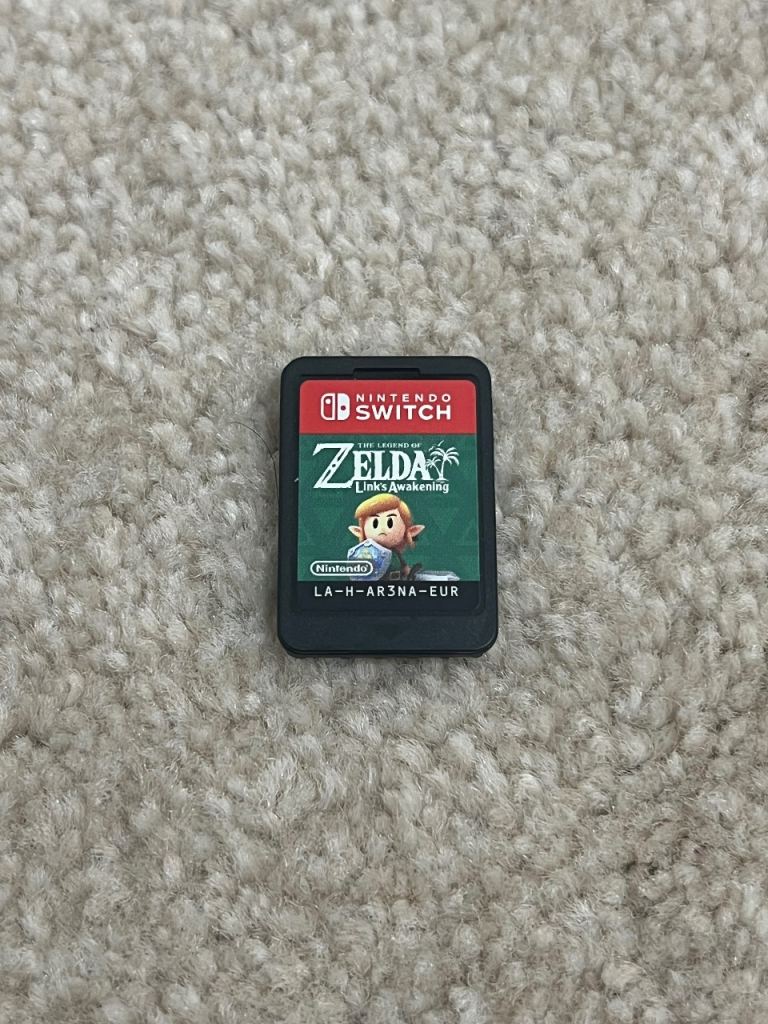 NINTENDO
SWITCH
THE LEGEND OF
ZELDA
Link's Awakening
Nintendo
LA-H-AR3NA-EUR